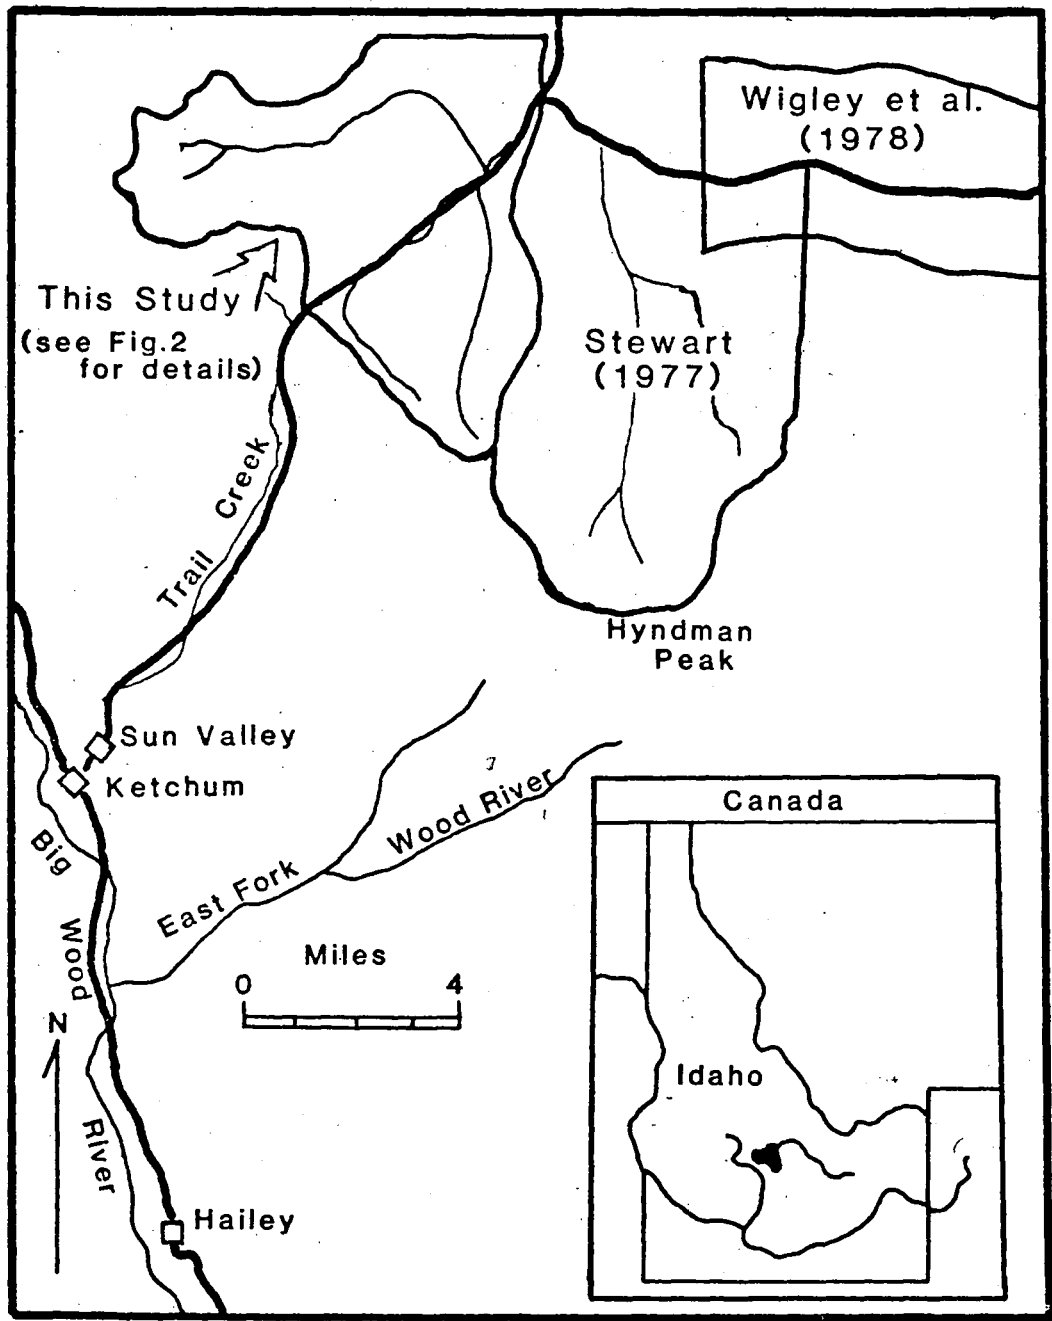 Wigley et al.
(1978)
This Study
(see Fig.2
for details)
Stewart
(1977)
Trail Creek
Hyndman
Peak
Sun Valley
Ketchum
Big Wood River
East Fork Wood River
Miles
0 4
N
Hailey
Canada
Idaho